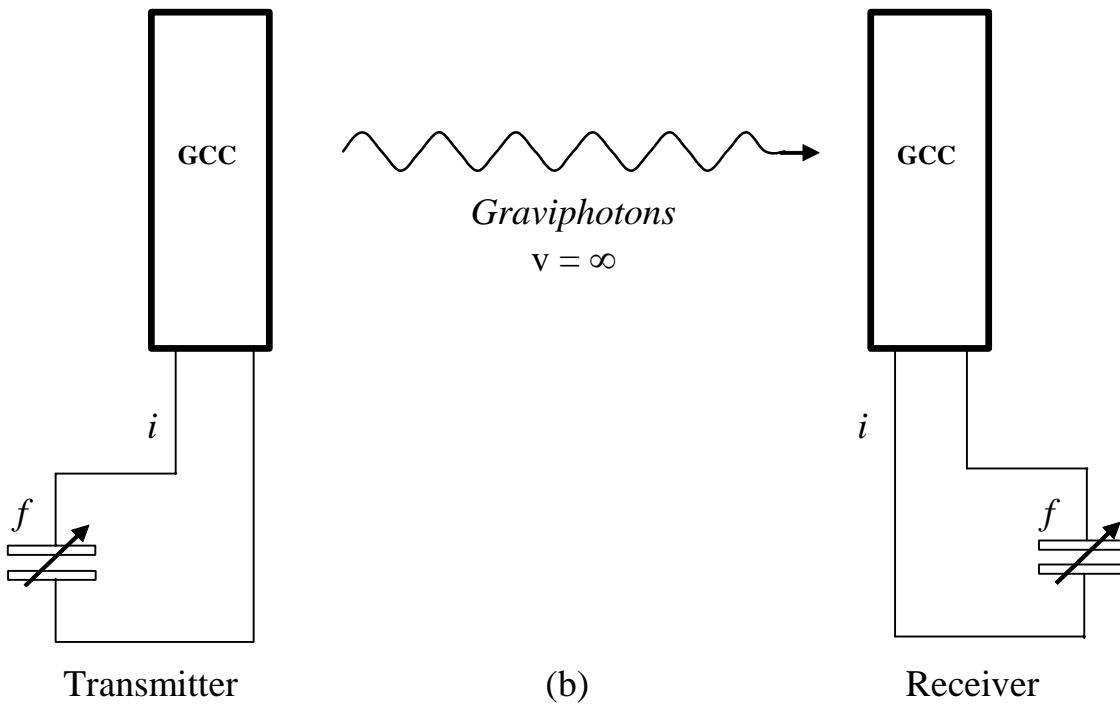 GCC
GCC
Graviphotons
v = ∞
i
i
f
f
Transmitter
(b)
Receiver